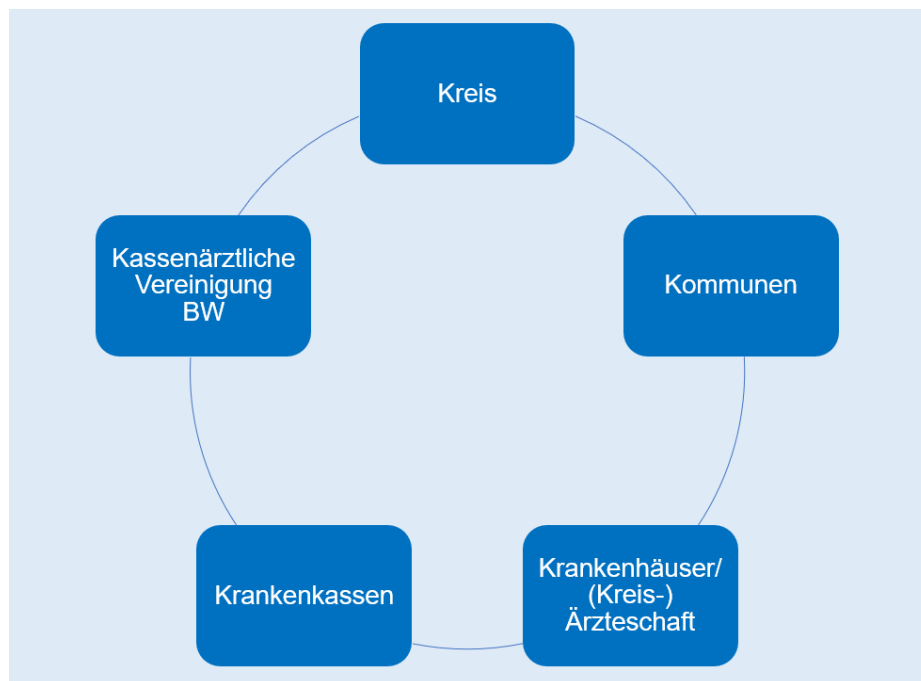 Kreis
Kassenärztliche
Vereinigung
BW
Kommunen
Krankenkassen
Krankenhäuser/
(Kreis-)
Ärzteschaft